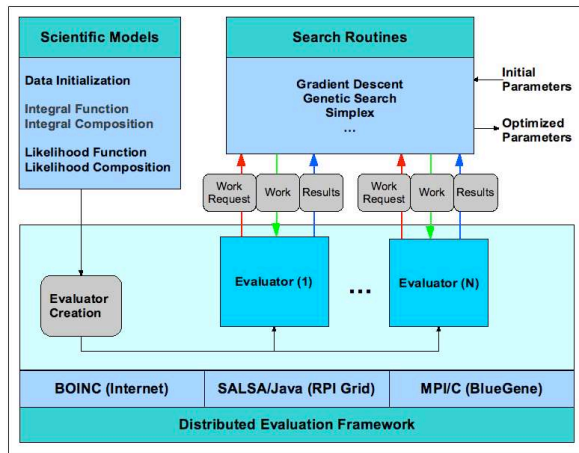 Scientific Models
Data Initialization
Integral Function
Integral Composition
Likelihood Function
Likelihood Composition
Search Routines
Gradient Descent
Genetic Search
Simplex
...
Initial
Parameters
Optimized
Parameters
Work
Request
Work
Results
Work
Request
Work
Results
Evaluator
Creation
Evaluator (1)
...
Evaluator (N)
BOINC (Internet)
SALSA/Java (RPI Grid)
MPI/C (BlueGene)
Distributed Evaluation Framework